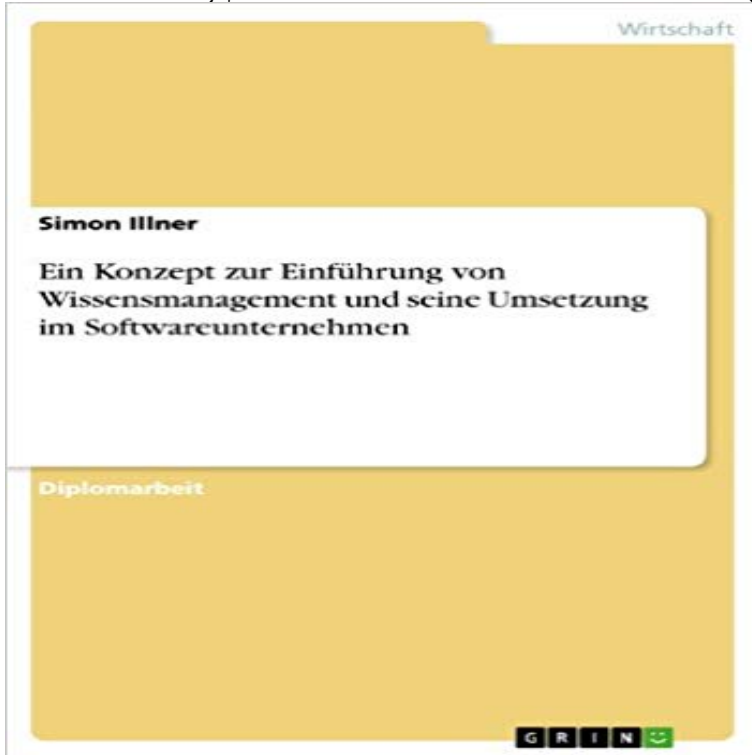 Wirtschaft
Simon Illner
Ein Konzept zur Einführung von
Wissensmanagement und seine Umsetzung
im Softwareunternehmen
Diplomarbeit
GRIN